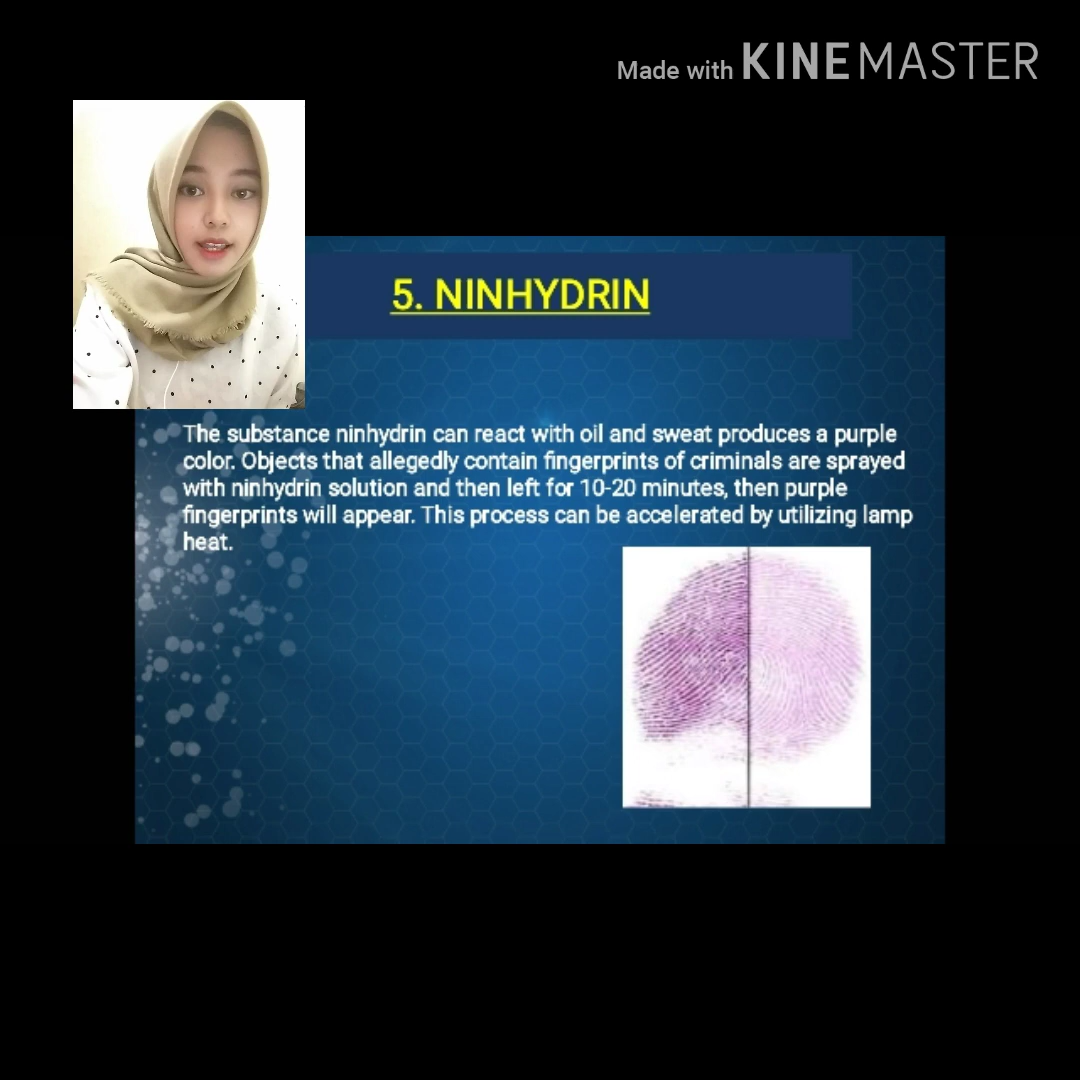 Made with KINEMASTER
5. NINHYDRIN
The substance ninhydrin can react with oil and sweat produces a purple
color. Objects that allegedly contain fingerprints of criminals are sprayed
with ninhydrin solution and then left for 10-20 minutes, then purple
fingerprints will appear. This process can be accelerated by utilizing lamp
heat.